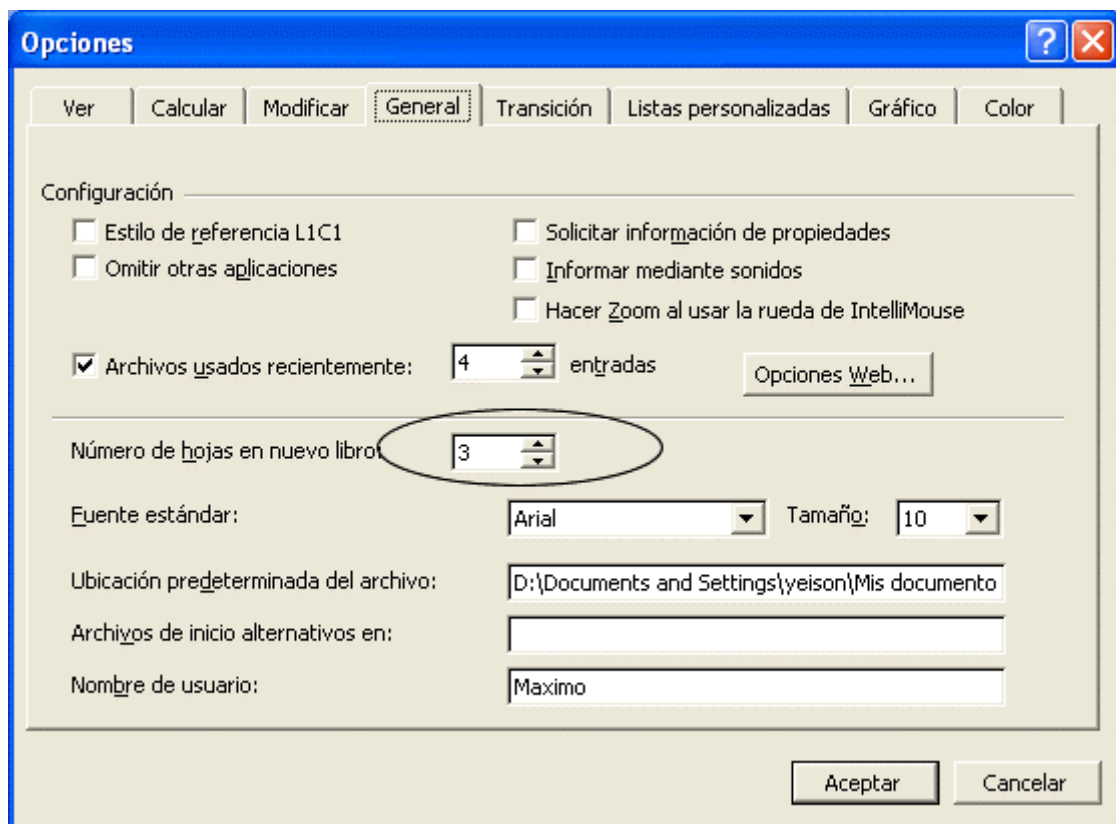 Opciones
Ver Calcular Modificar General Transición Listas personalizadas Gráfico Color
Configuración
Estilo de referencia L1C1
Solicitar información de propiedades
Omitir otras aplicaciones
Informar mediante sonidos
Hacer Zoom al usar la rueda de IntelliMouse
Archivos usados recientemente: 4 entradas
Opciones Web...
Número de hojas en nuevo libro: 3
Fuente estándar: Arial Tamaño: 10
Ubicación predeterminada del archivo: D:\Documents and Settings\yeison\Mis documento
Archivos de inicio alternativos en:
Nombre de usuario: Maximo
Aceptar Cancelar